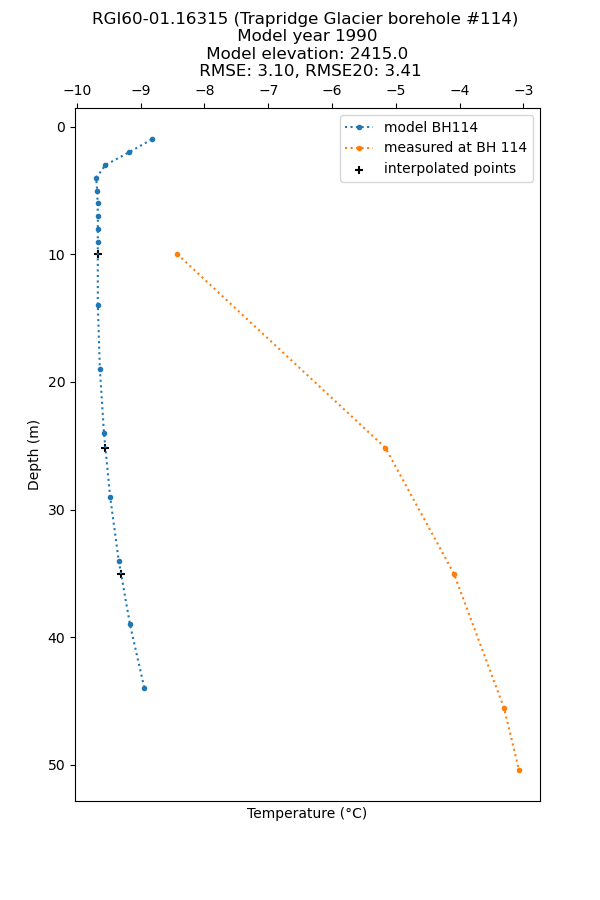 RGI60-01.16315 (Trapridge Glacier borehole #114)
Model year 1990
Model elevation: 2415.0
RMSE: 3.10, RMSE20: 3.41
−10 −9 −8 −7 −6 −5 −4 −3
model BH114
measured at BH 114
interpolated points
0
10
20
30
40
50
Depth (m)
Temperature (°C)